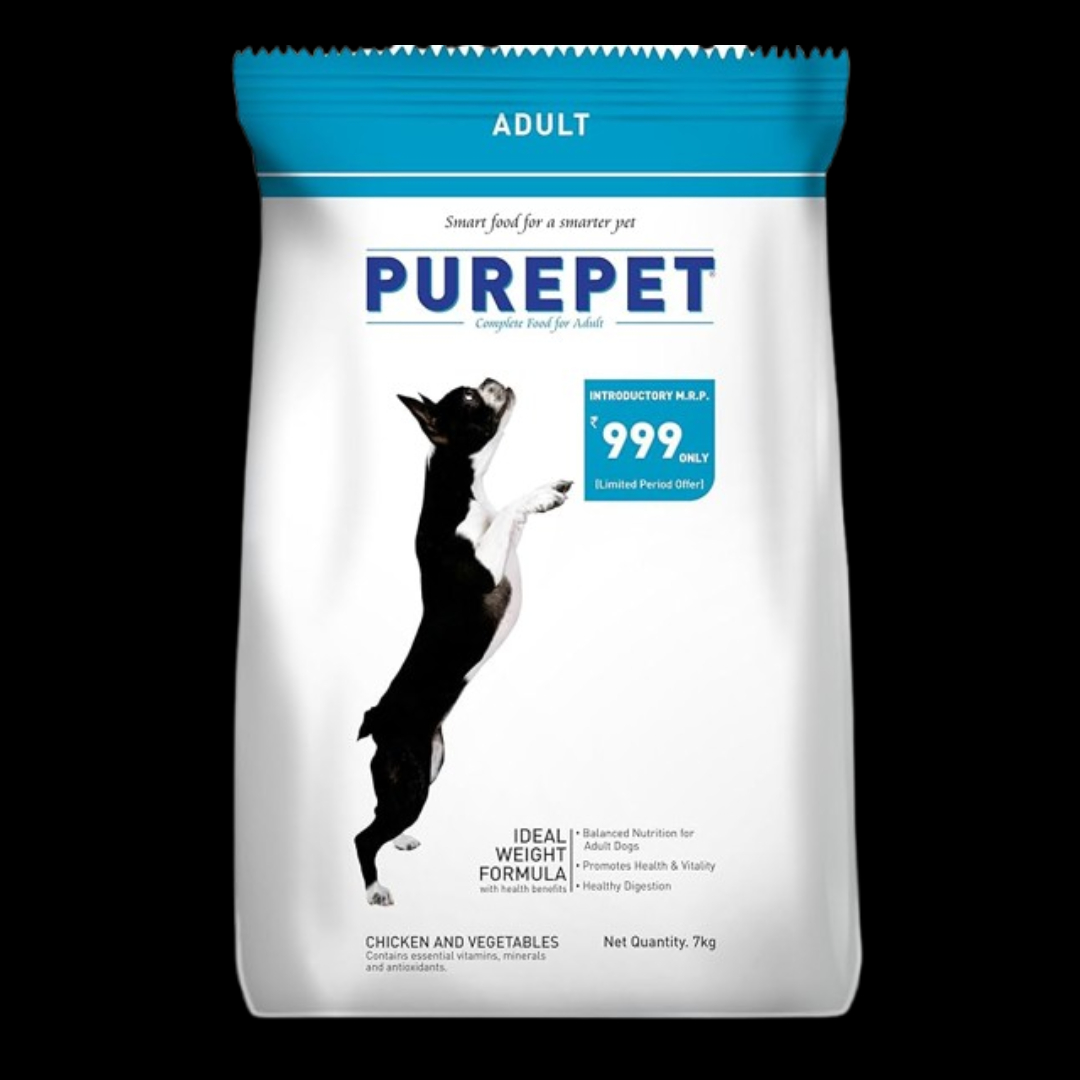 ADULT
Smart food for a smarter pet
PUREPET®
Complete Food for Adult
INTRODUCTORY M.R.P.
₹ 999 ONLY
[Limited Period Offer]
IDEAL
WEIGHT
FORMULA
with health benefits
• Balanced Nutrition for
Adult Dogs
• Promotes Health & Vitality
• Healthy Digestion
CHICKEN AND VEGETABLES
Contains essential vitamins, minerals
and antioxidants.
Net Quantity. 7kg